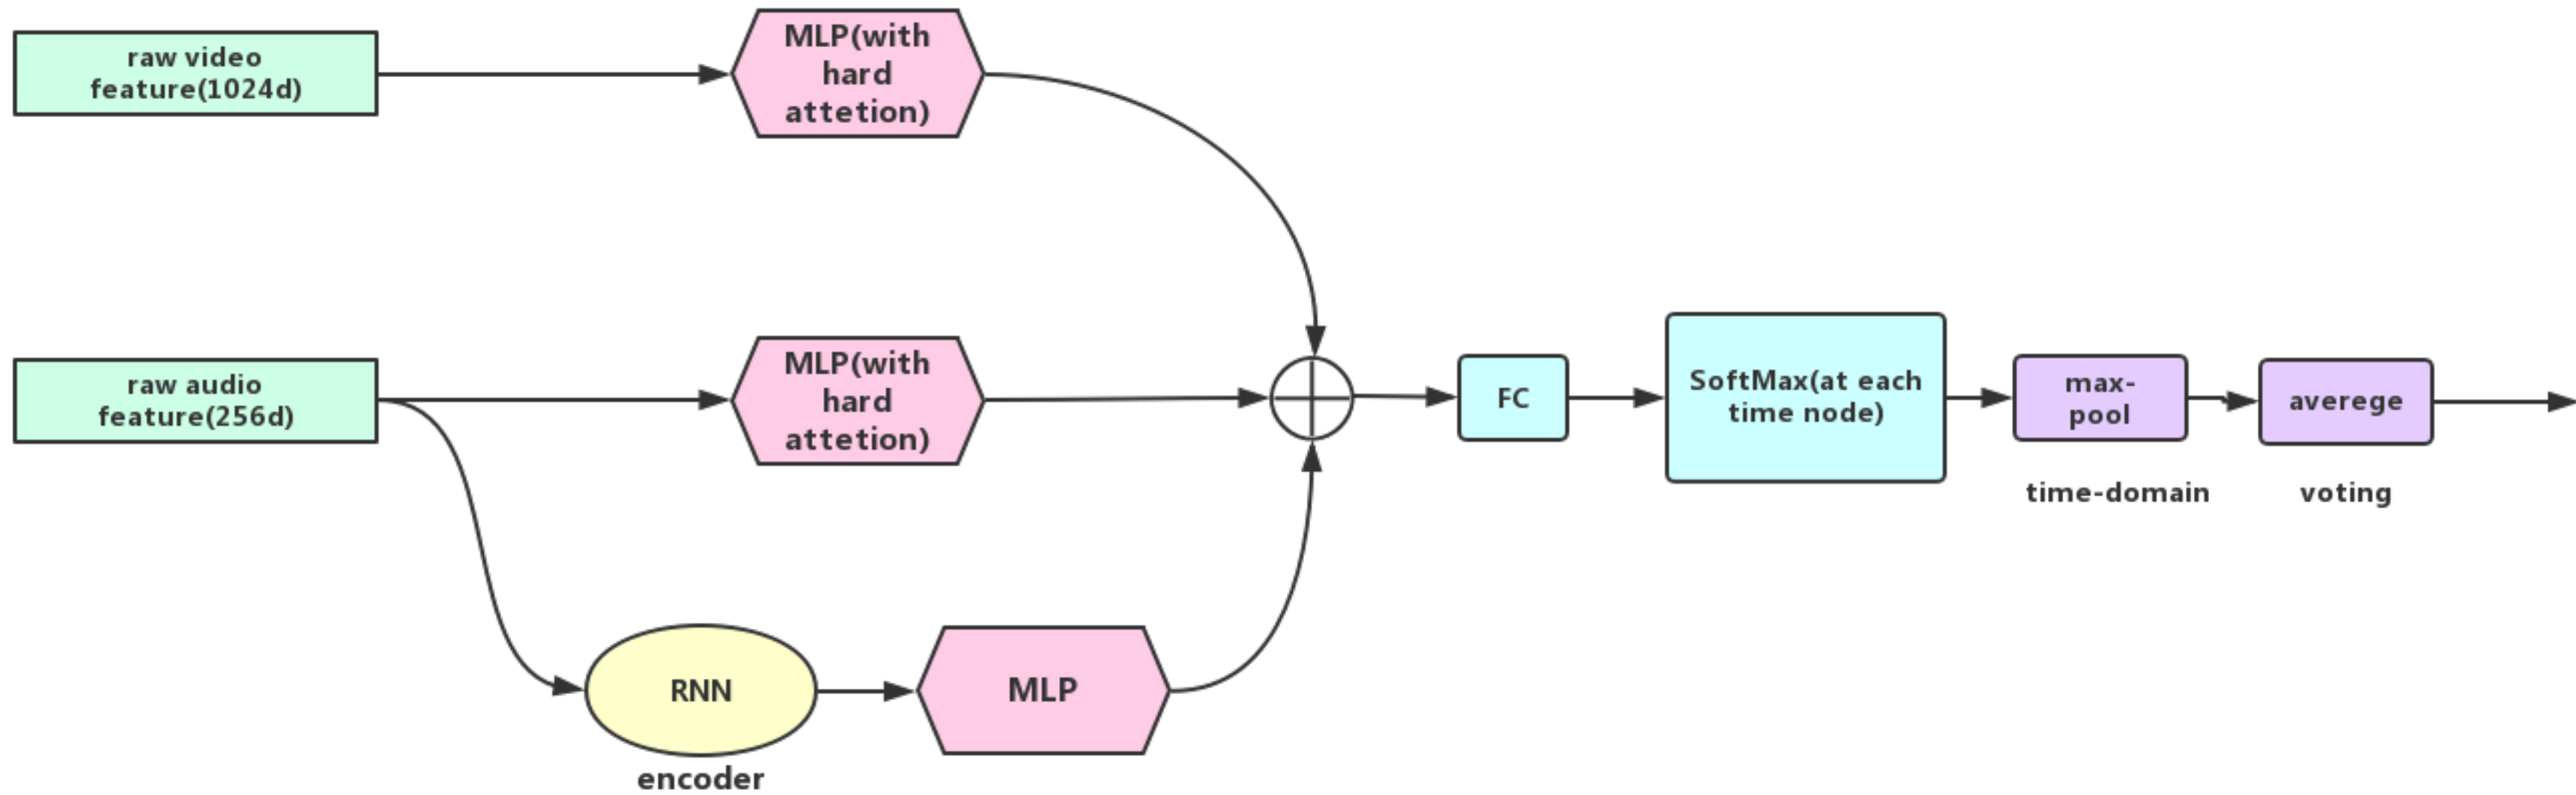 raw video
feature(1024d)
MLP(with
hard
attetion)
raw audio
feature(256d)
MLP(with
hard
attetion)
FC
SoftMax(at each
time node)
max-
pool
averege
time-domain
voting
RNN
MLP
encoder